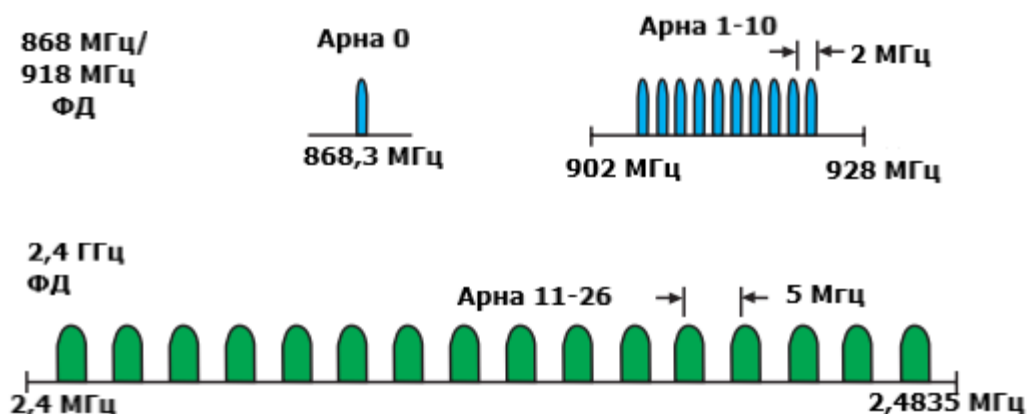 868 МГц/
918 МГц
ФД
Арна 0
868,3 МГц
Арна 1-10
2 МГц
902 МГц
928 МГц
2,4 ГГц
ФД
Арна 11-26
5 Мгц
2,4 МГц
2,4835 МГц